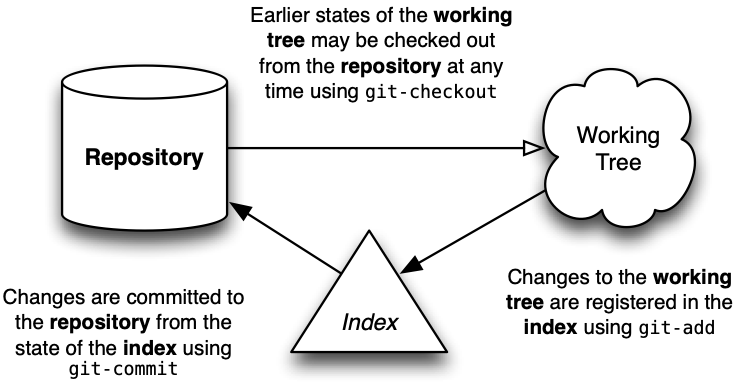 Earlier states of the working
tree may be checked out
from the repository at any
time using git-checkout
Repository
Working
Tree
Index
Changes to the working
tree are registered in the
index using git-add
Changes are committed to
the repository from the
state of the index using
git-commit